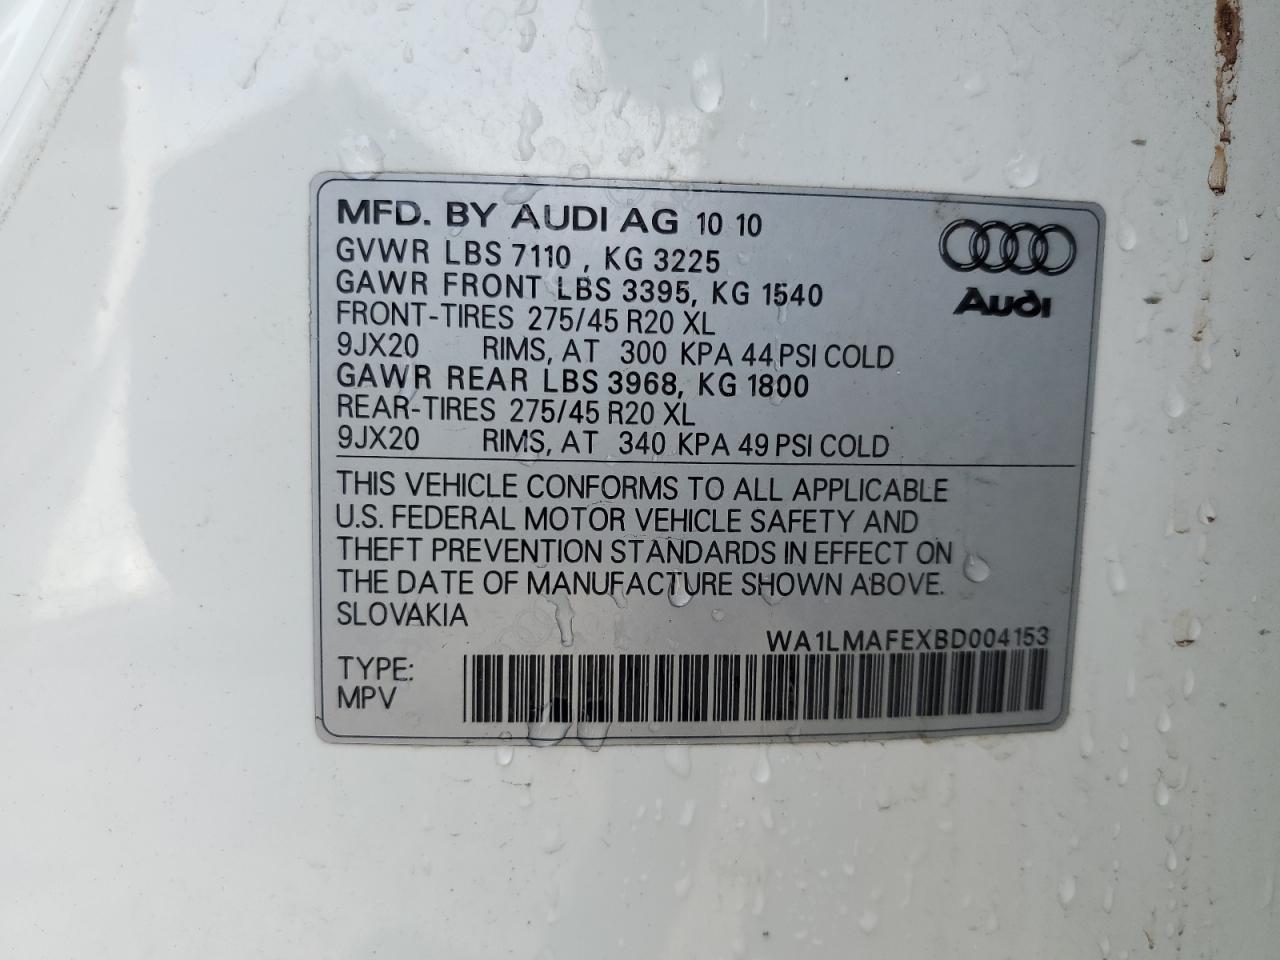 MFD. BY AUDI AG 10 10
GVWR LBS 7110 , KG 3225
GAWR FRONT LBS 3395, KG 1540
FRONT-TIRES 275/45 R20 XL
9JX20 RIMS, AT 300 KPA 44 PSI COLD
GAWR REAR LBS 3968, KG 1800
REAR-TIRES 275/45 R20 XL
9JX20 RIMS, AT 340 KPA 49 PSI COLD
Audi
THIS VEHICLE CONFORMS TO ALL APPLICABLE
U.S. FEDERAL MOTOR VEHICLE SAFETY AND
THEFT PREVENTION STANDARDS IN EFFECT ON
THE DATE OF MANUFACTURE SHOWN ABOVE.
SLOVAKIA
WA1LMAFEXBD004153
TYPE:
MPV